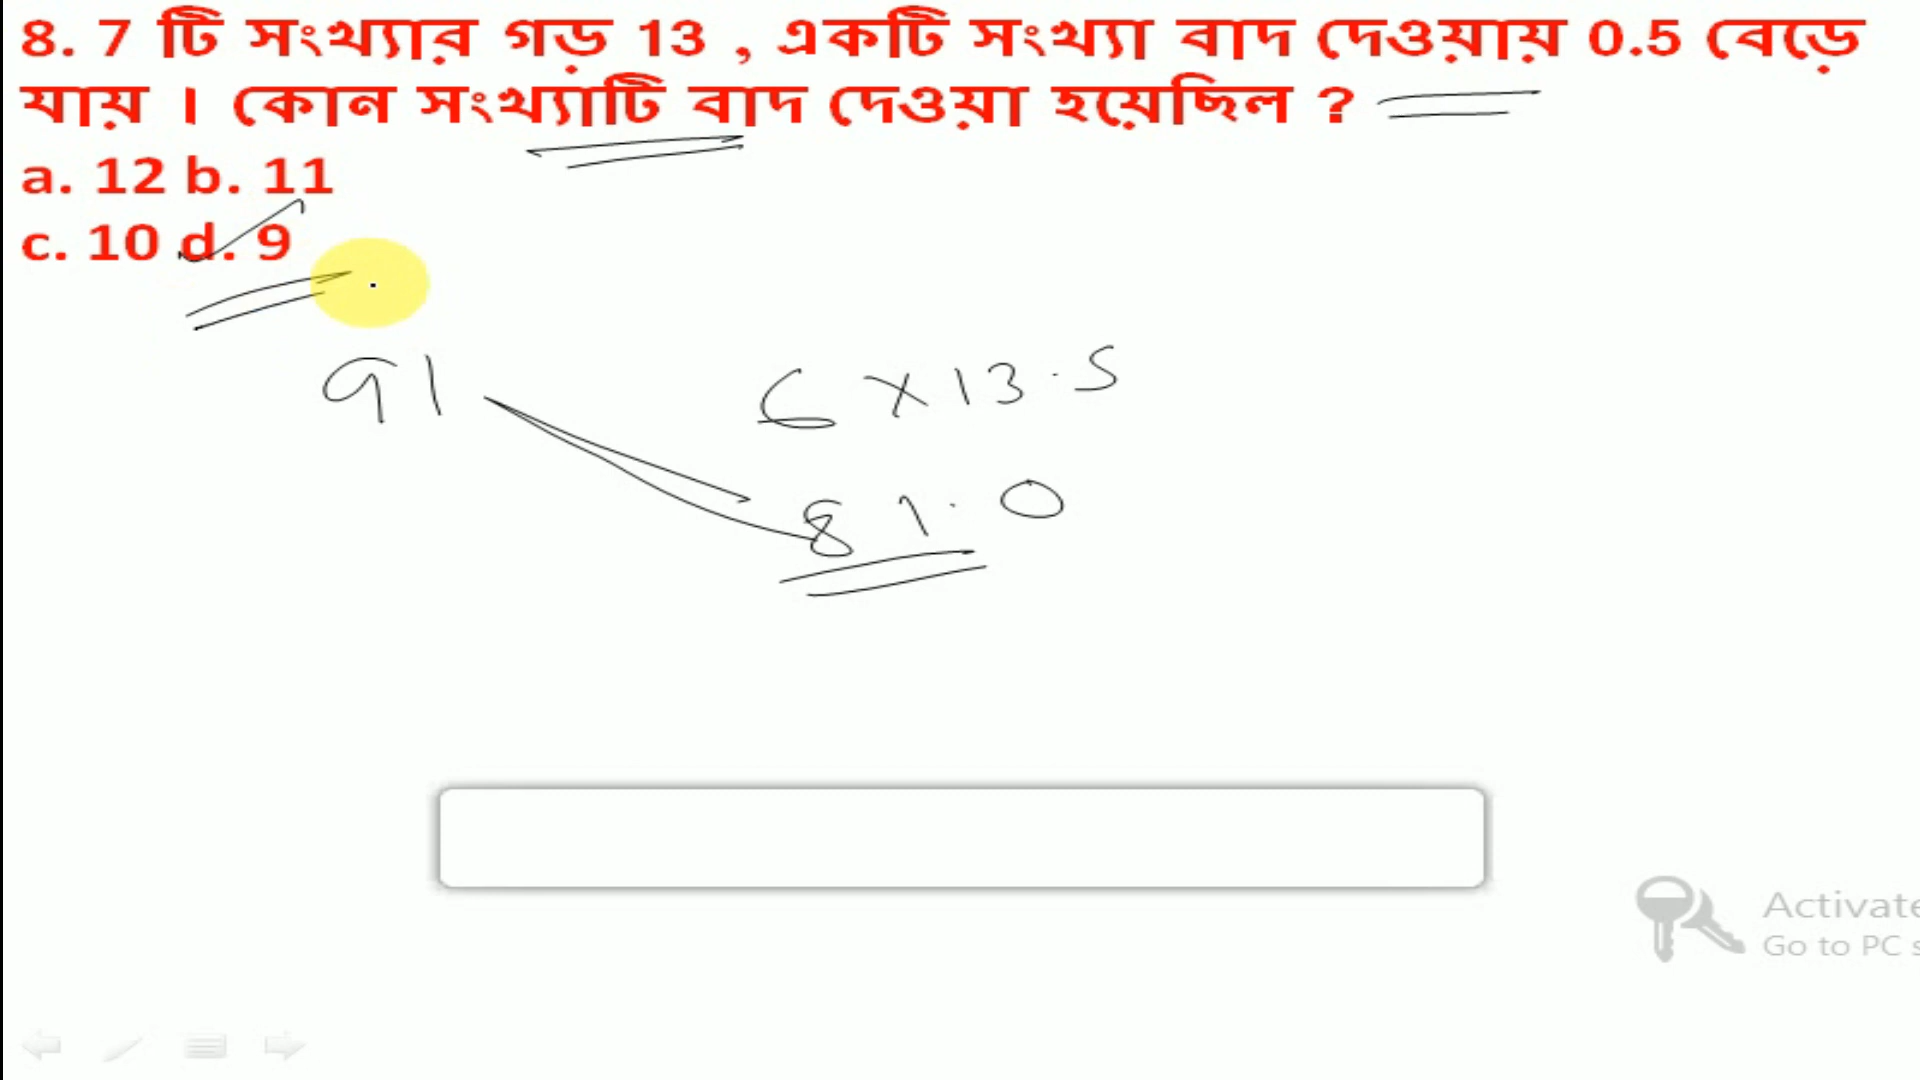 8. 7 টি সংখ্যার গড় 13 , একটি সংখ্যা বাদ দেওয়ায় 0.5 বেড়ে
যায় । কোন সংখ্যাটি বাদ দেওয়া হয়েছিল ?
a. 12 b. 11
c. 10 d. 9
91
6 X 13.5
81.0
Activate
Go to PC s